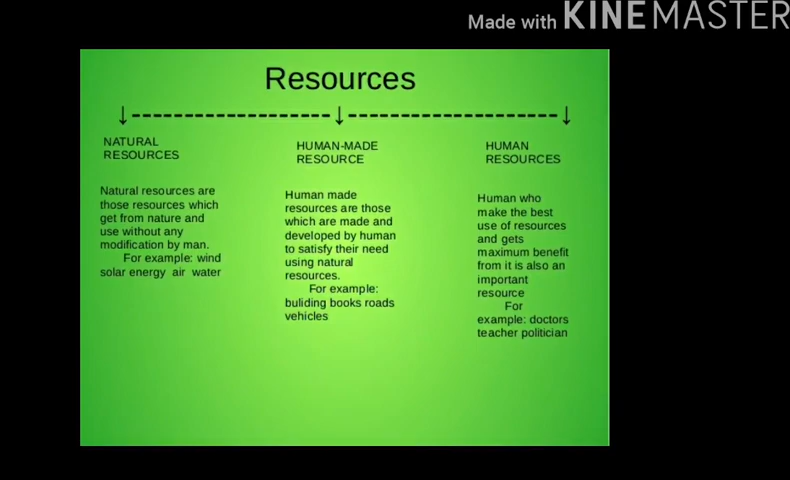 Made with KINEMASTER
Resources
NATURAL
RESOURCES
Natural resources are
those resources which
get from nature and
use without any
modification by man.
For example: wind
solar energy air water
HUMAN-MADE
RESOURCE
Human made
resources are those
which are made and
developed by human
to satisfy their need
using natural
resources.
For example:
buliding books roads
vehicles
HUMAN
RESOURCES
Human who
make the best
use of resources
and gets
maximum benefit
from it is also an
important
resource
For
example: doctors
teacher politician